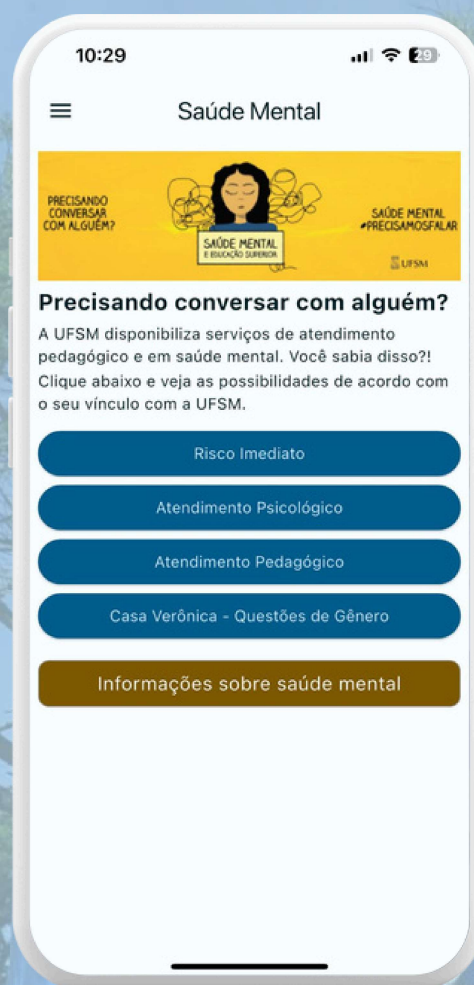 10:29
29
Saúde Mental
PRECISANDO
CONVERSAR
COM ALGUÉM?
SAÚDE MENTAL
E EDUCAÇÃO SUPERIOR
SAÚDE MENTAL
#PRECISAMOSFALAR
UFSM
Precisando conversar com alguém?
A UFSM disponibiliza serviços de atendimento
pedagógico e em saúde mental. Você sabia disso?!
Clique abaixo e veja as possibilidades de acordo com
o seu vínculo com a UFSM.
Risco Imediato
Atendimento Psicológico
Atendimento Pedagógico
Casa Verônica - Questões de Gênero
Informações sobre saúde mental